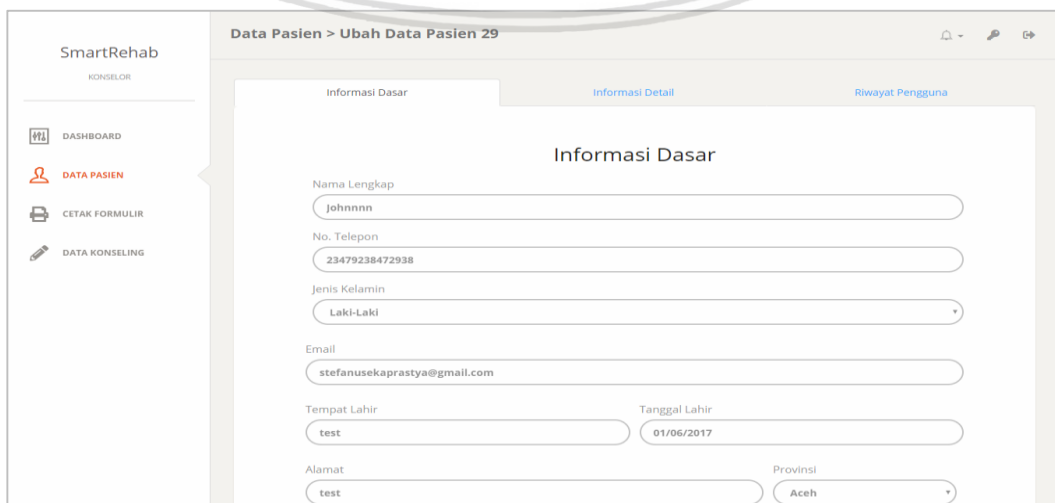 SmartRehab
KONSELOR
DASHBOARD
DATA PASIEN
CETAK FORMULIR
DATA KONSELING
Data Pasien > Ubah Data Pasien 29
Informasi Dasar
Informasi Detail
Riwayat Pengguna
Informasi Dasar
Nama Lengkap
Johnnnn
No. Telepon
23479238472938
Jenis Kelamin
Laki-Laki
Email
stefanusekaprastya@gmail.com
Tempat Lahir
Tanggal Lahir
test
01/06/2017
Alamat
Provinsi
test
Aceh